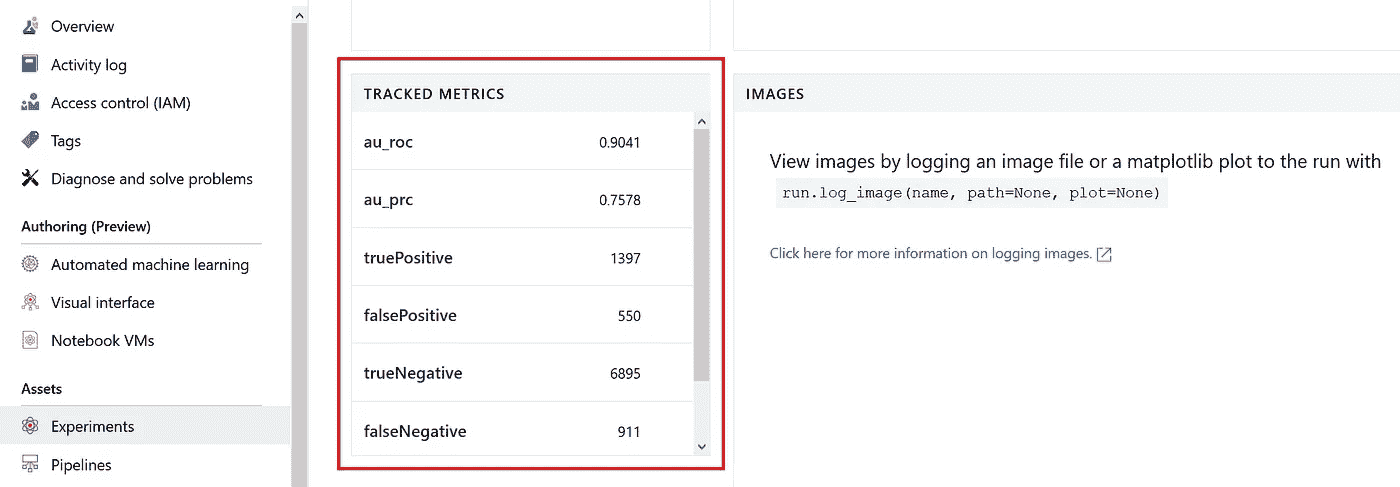 Overview
Activity log
Access control (IAM)
Tags
Diagnose and solve problems
Authoring (Preview)
Automated machine learning
Visual interface
Notebook VMs
Assets
Experiments
Pipelines
TRACKED METRICS
au_roc 0.9041
au_prc 0.7578
truePositive 1397
falsePositive 550
trueNegative 6895
falseNegative 911
IMAGES
View images by logging an image file or a matplotlib plot to the run with
run.log_image(name, path=None, plot=None)
Click here for more information on logging images.